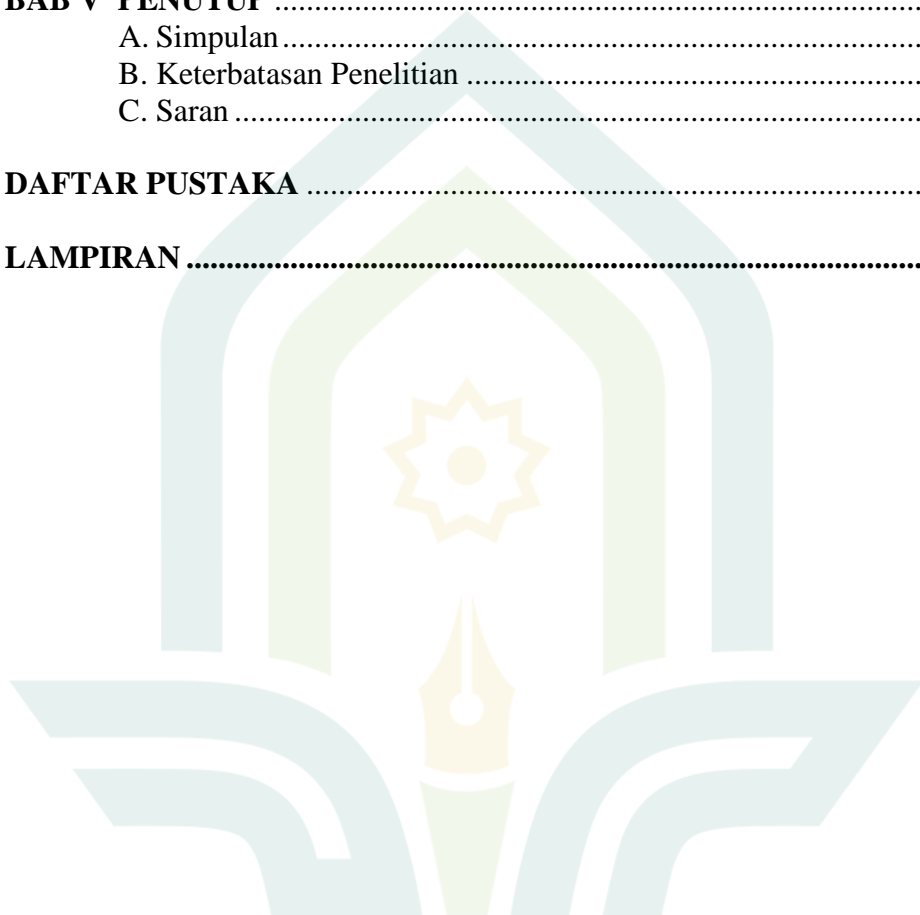 BAB V PENUTUP ................................................................................
A. Simpulan ................................................................................
B. Keterbatasan Penelitian .........................................................
C. Saran ......................................................................................
DAFTAR PUSTAKA .............................................................................
LAMPIRAN ...........................................................................................